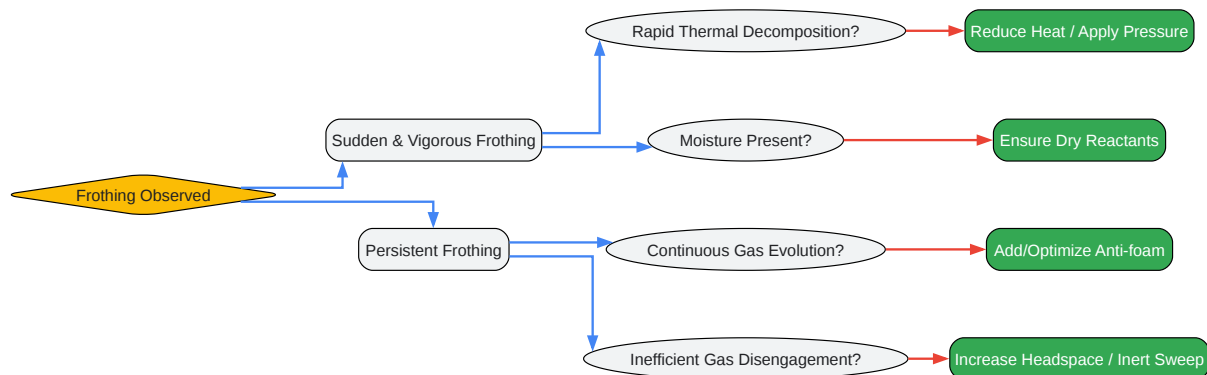 Rapid Thermal Decomposition?
Reduce Heat / Apply Pressure
Sudden & Vigorous Frothing
Moisture Present?
Ensure Dry Reactants
Frothing Observed
Persistent Frothing
Continuous Gas Evolution?
Add/Optimize Anti-foam
Inefficient Gas Disengagement?
Increase Headspace / Inert Sweep